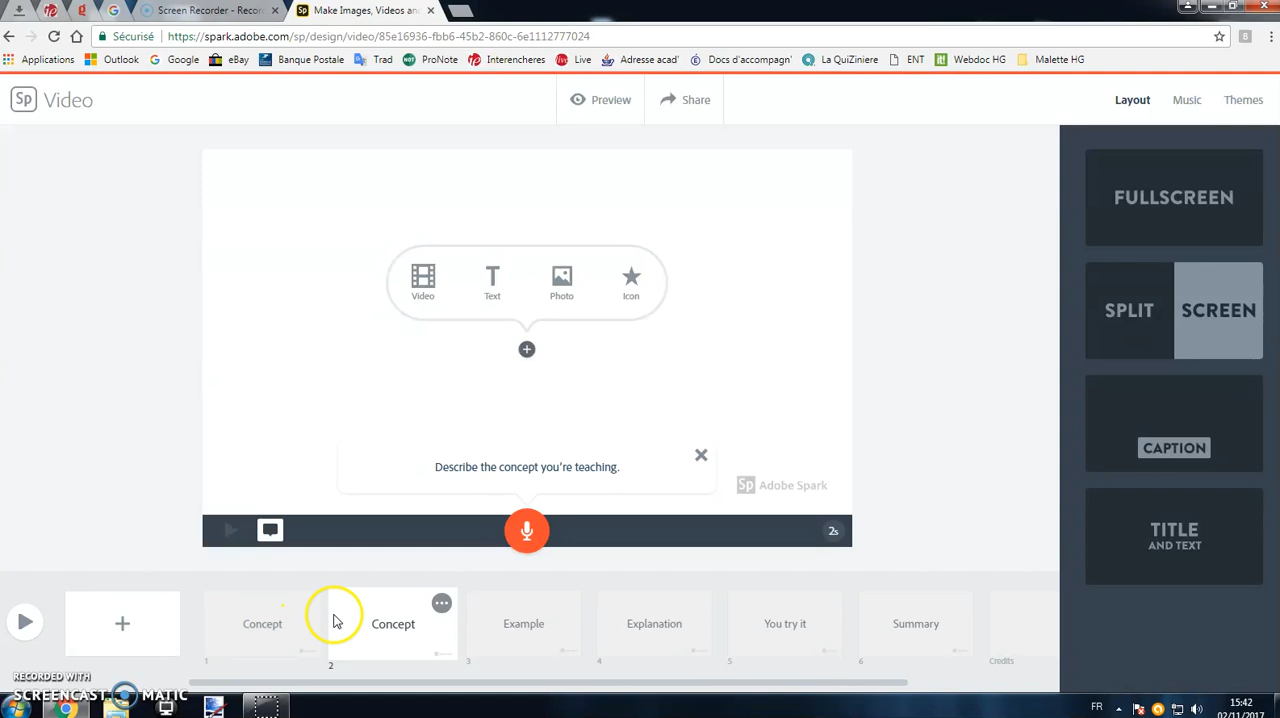 Screen Recorder - Recor
Make Images, Videos and
Sécurisé
https://spark.adobe.com/sp/design/video/85e16936-fbb6-45b2-860c-6e1112777024
Applications
Outlook
Google
eBay
Banque Postale
Trad
ProNote
Interencheres
Live
Adresse acad'
Docs d'accompagn'
La QuiZiniere
ENT
Webdoc HG
Malette HG
Sp Video
Preview
Share
Layout
Music
Themes
FULLSCREEN
Video
Text
Photo
Icon
SPLIT SCREEN
CAPTION
Describe the concept you're teaching.
Sp Adobe Spark
2s
TITLE
AND TEXT
Concept
Concept
Example
Explanation
You try it
Summary
1
2
3
4
5
6
Credits
RECORDED WITH
SCREENCAST MATIC
FR
15:42
02/11/2017